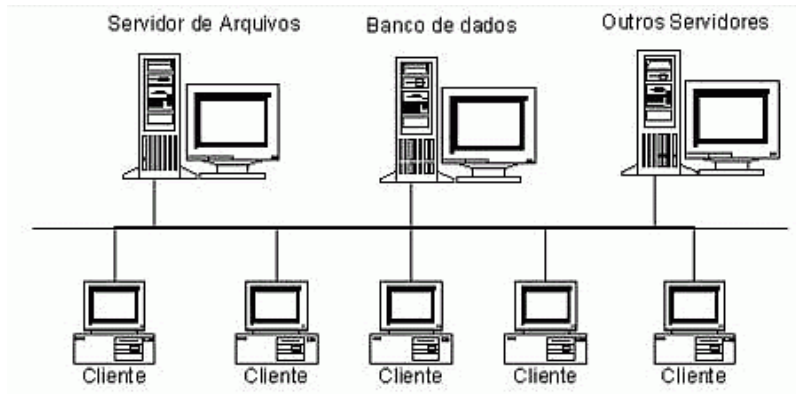 Servidor de Arquivos
Banco de dados
Outros Servidores
Cliente
Cliente
Cliente
Cliente
Cliente